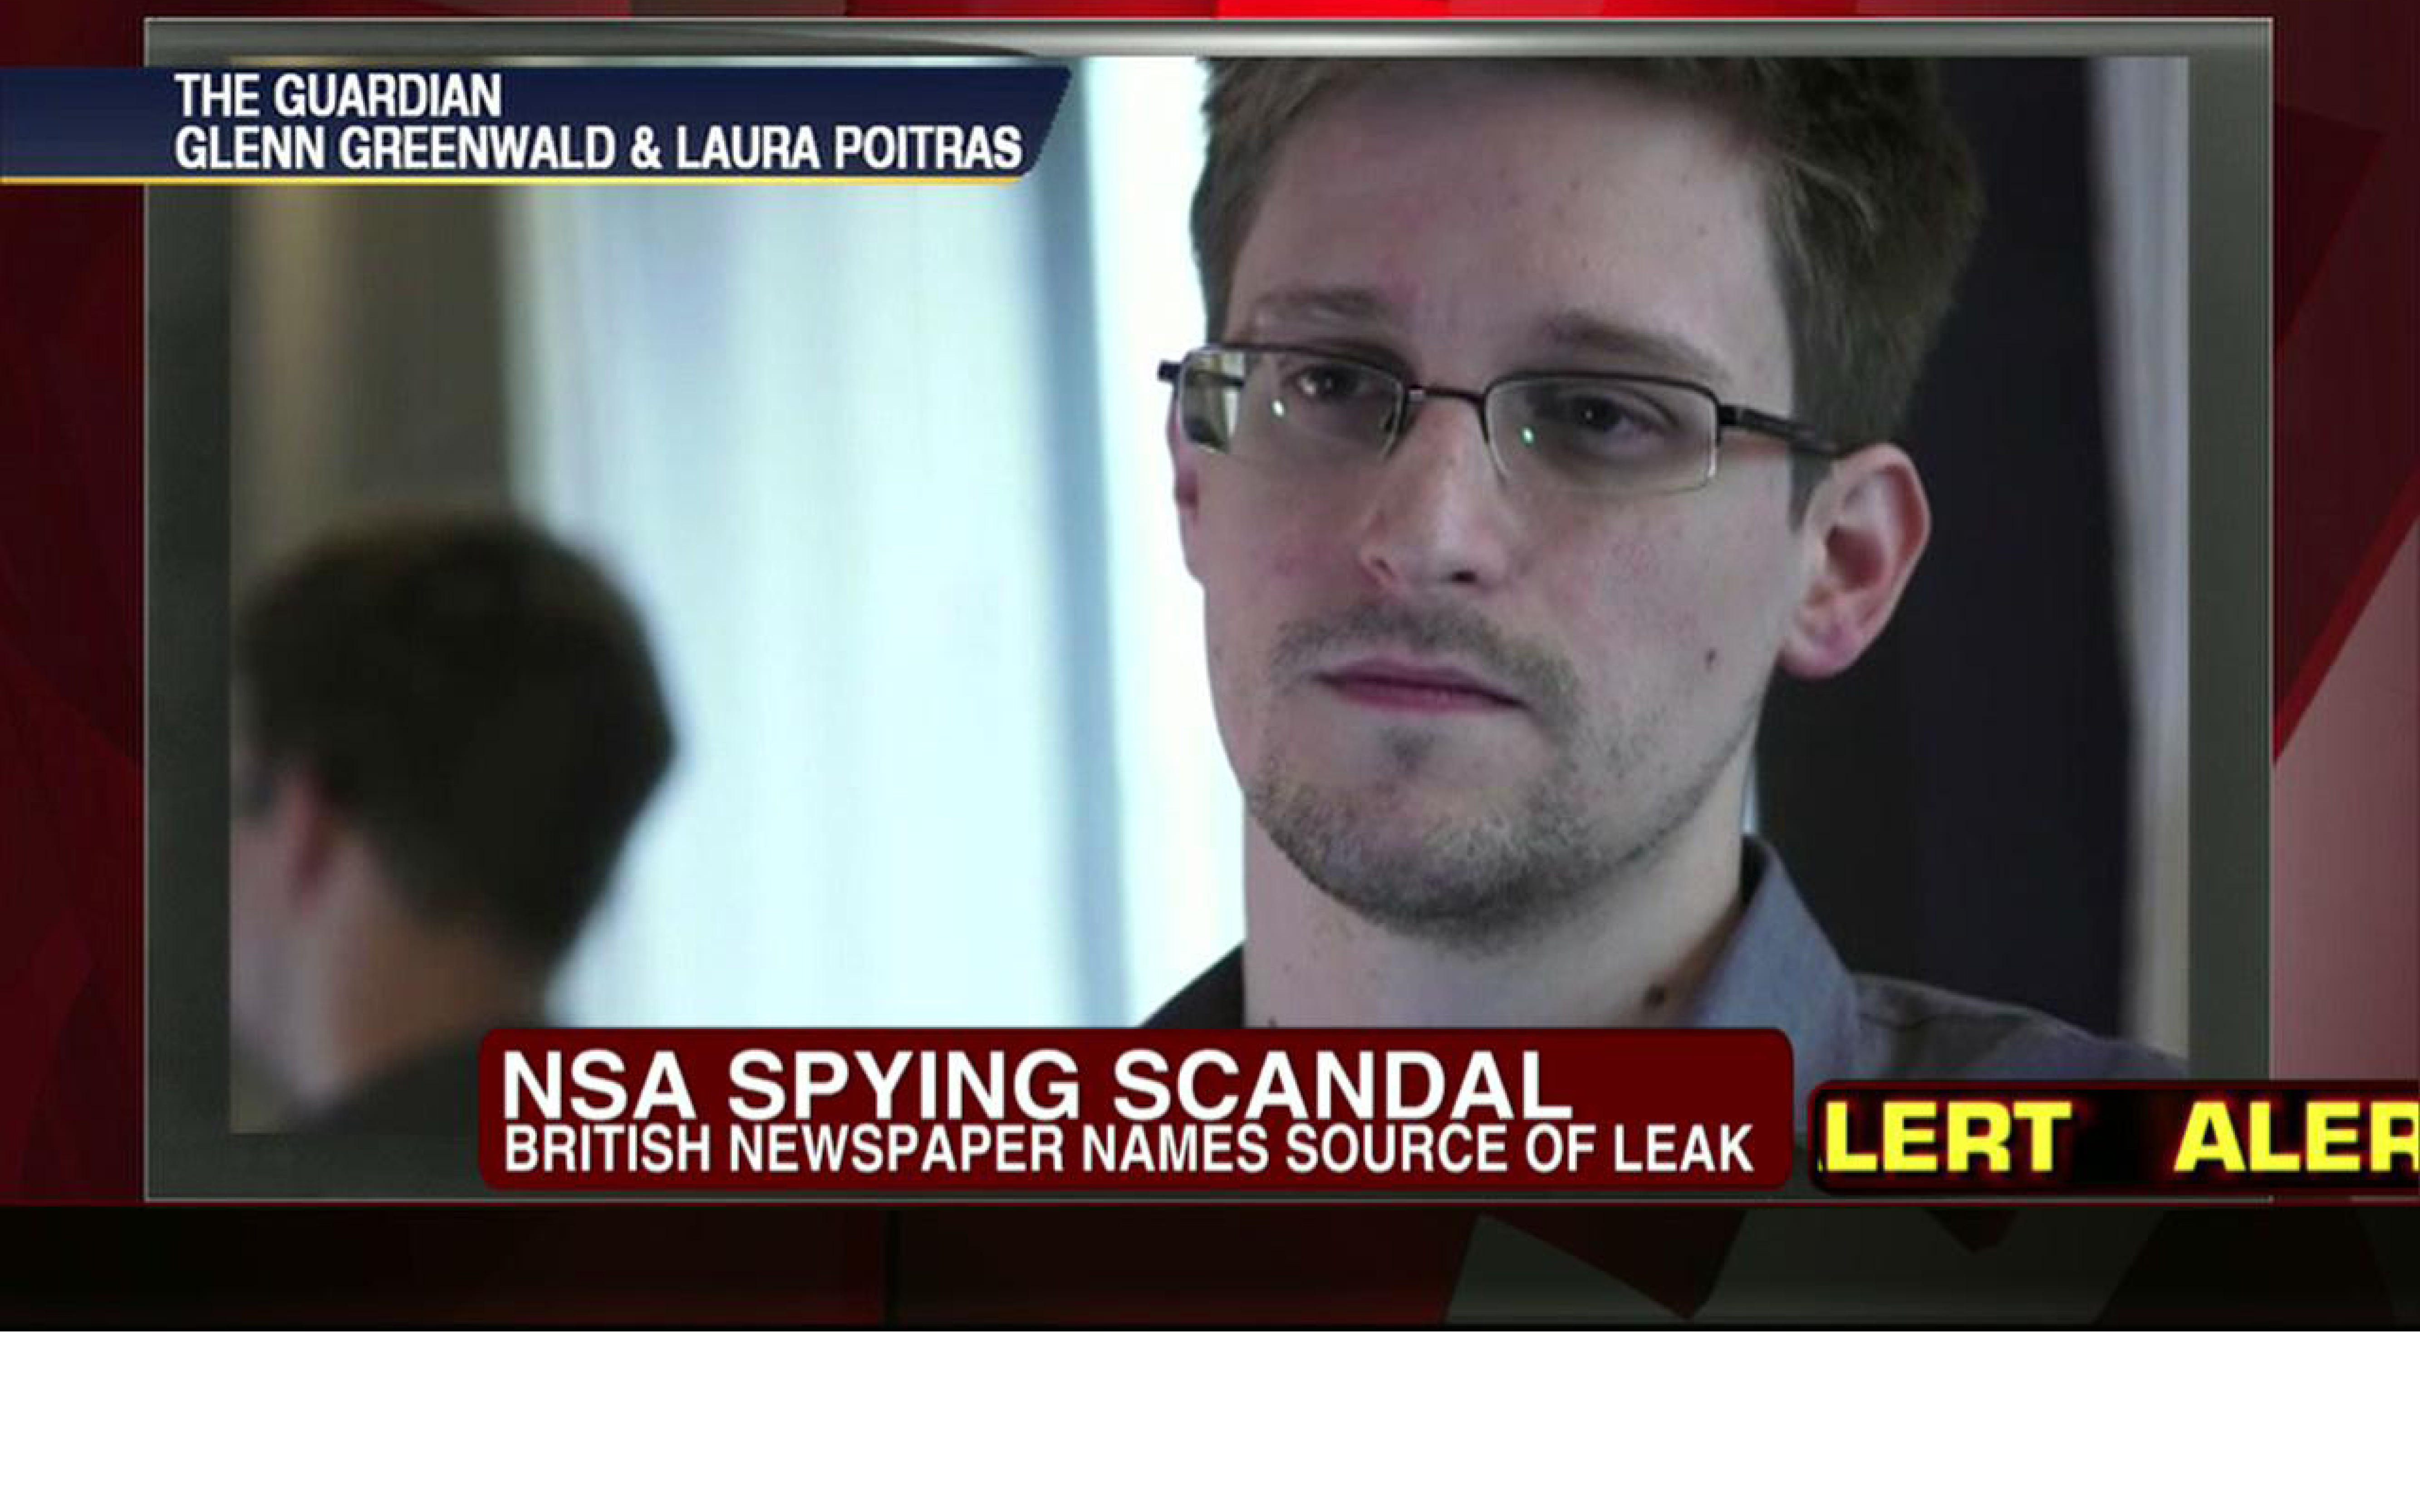 THE GUARDIAN
GLENN GREENWALD & LAURA POITRAS
NSA SPYING SCANDAL
BRITISH NEWSPAPER NAMES SOURCE OF LEAK
LERT ALER